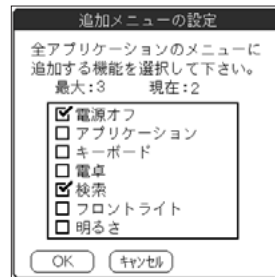 追加メニューの設定
全アプリケーションのメニューに
追加する機能を選択して下さい。
最大:3 現在:2
電源オフ
アプリケーション
キーボード
電卓
検索
フロントライト
明るさ
OK キャンセル